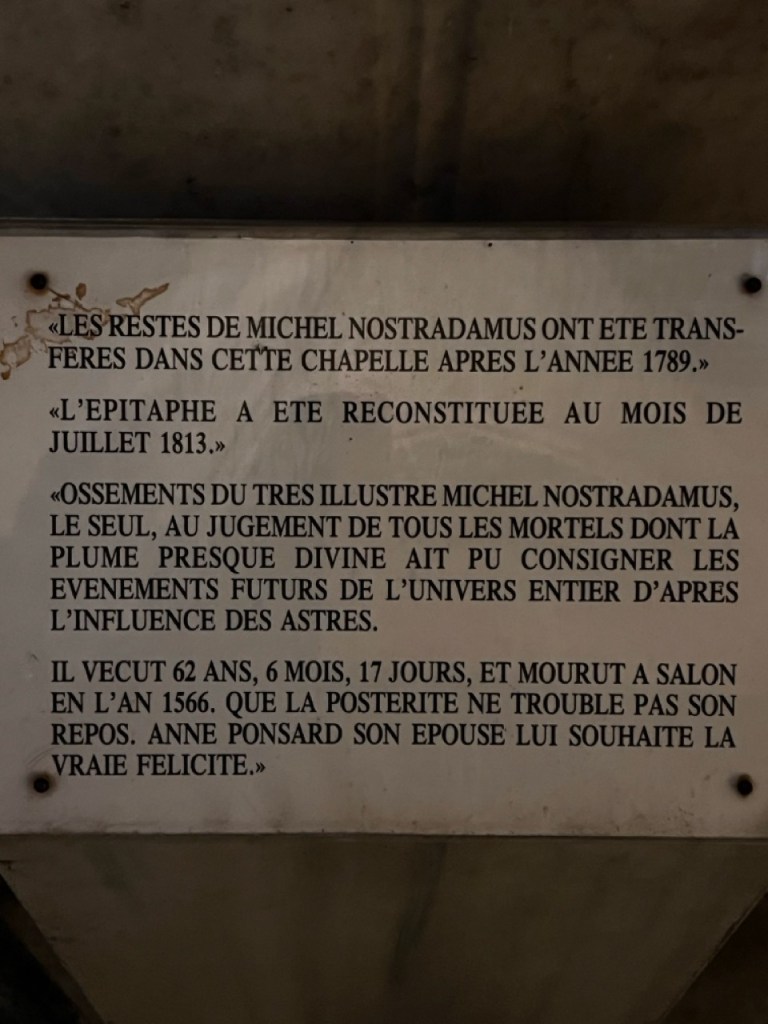 «LES RESTES DE MICHEL NOSTRADAMUS ONT ETE TRANS-
FERES DANS CETTE CHAPELLE APRES L'ANNEE 1789.»
«L'EPITAPHE A ETE RECONSTITUEE AU MOIS DE
JUILLET 1813.»
«OSSEMENTS DU TRES ILLUSTRE MICHEL NOSTRADAMUS,
LE SEUL, AU JUGEMENT DE TOUS LES MORTELS DONT LA
PLUME PRESQUE DIVINE AIT PU CONSIGNER LES
EVENEMENTS FUTURS DE L'UNIVERS ENTIER D'APRES
L'INFLUENCE DES ASTRES.
IL VECUT 62 ANS, 6 MOIS, 17 JOURS, ET MOURUT A SALON
EN L'AN 1566. QUE LA POSTERITE NE TROUBLE PAS SON
REPOS. ANNE PONSARD SON EPOUSE LUI SOUHAITE LA
VRAIE FELICITE.»